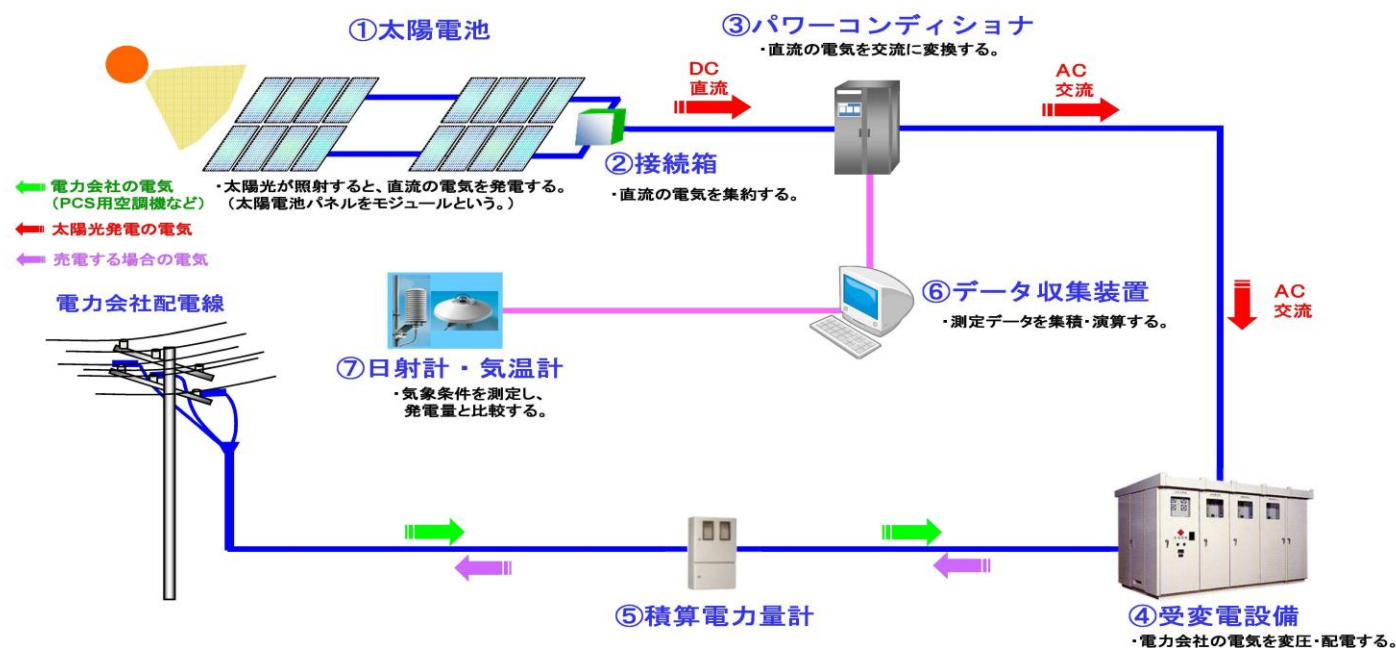 ①太陽電池
③パワーコンディショナ
・直流の電気を交流に変換する。
DC
直流
AC
交流
②接続箱
・直流の電気を集約する。
電力会社の電気
(PCS用空調機など)
・太陽光が照射すると、直流の電気を発電する。
(太陽電池パネルをモジュールという。)
太陽光発電の電気
売電する場合の電気
電力会社配電線
⑥データ収集装置
・測定データを集積・演算する。
AC
交流
⑦日射計・気温計
・気象条件を測定し、
発電量と比較する。
⑤積算電力量計
④受変電設備
・電力会社の電気を変圧・配電する。